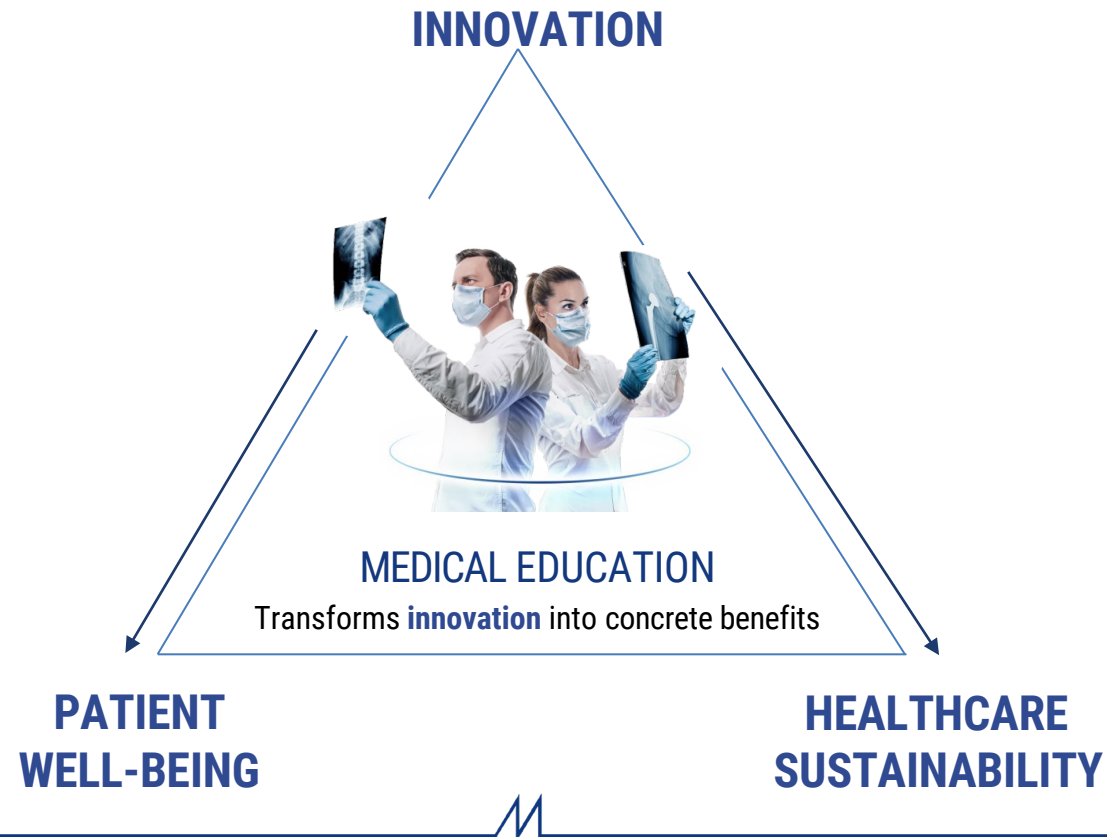 INNOVATION
MEDICAL EDUCATION
Transforms innovation into concrete benefits
PATIENT
WELL-BEING
HEALTHCARE
SUSTAINABILITY